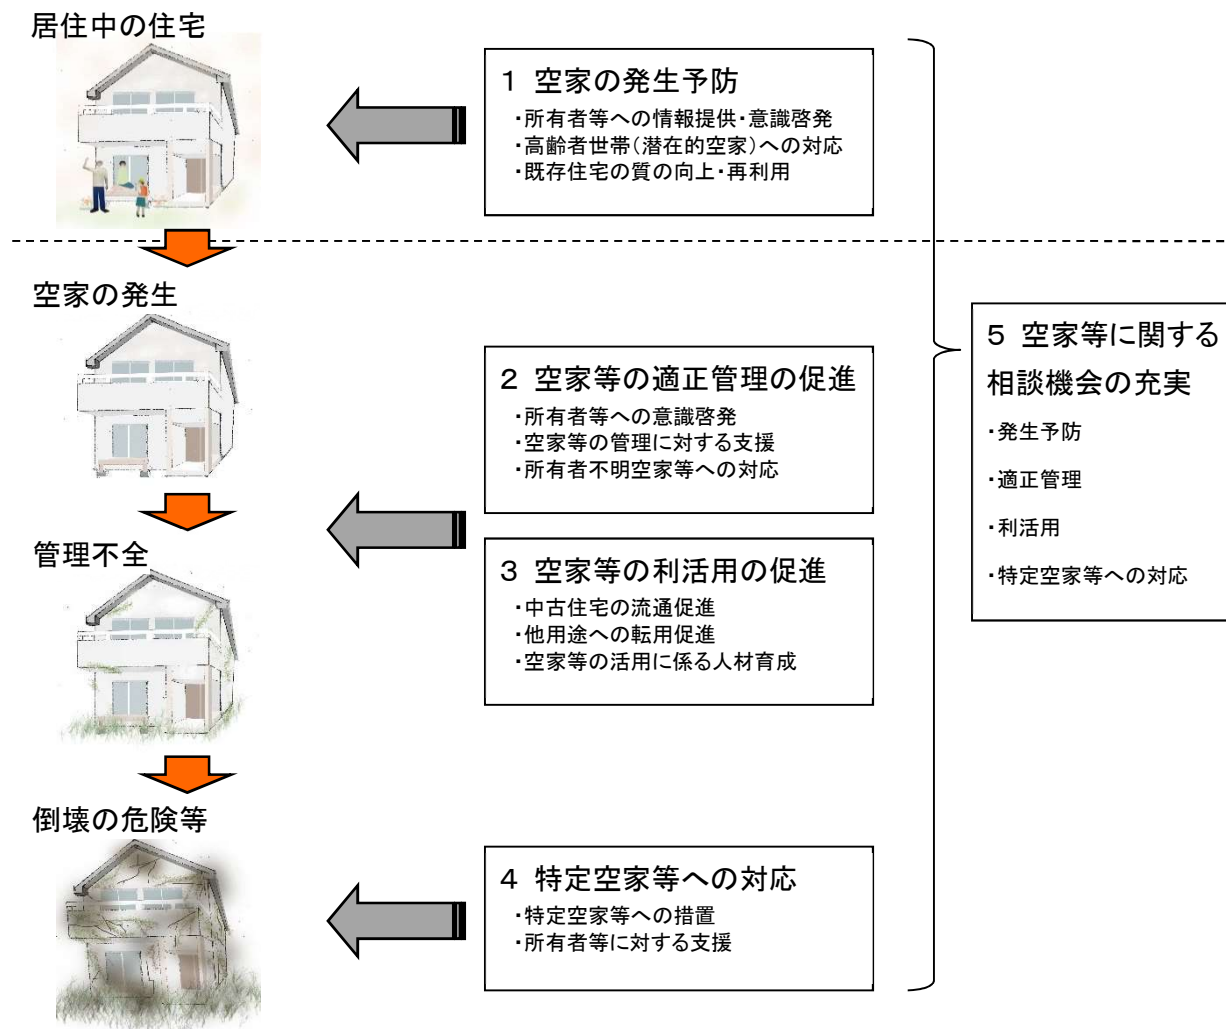 居住中の住宅
1 空家の発生予防
・所有者等への情報提供・意識啓発
・高齢者世帯(潜在的空家)への対応
・既存住宅の質の向上・再利用
空家の発生
2 空家等の適正管理の促進
・所有者等への意識啓発
・空家等の管理に対する支援
・所有者不明空家等への対応
管理不全
3 空家等の利活用の促進
・中古住宅の流通促進
・他用途への転用促進
・空家等の活用に係る人材育成
倒壊の危険等
4 特定空家等への対応
・特定空家等への措置
・所有者等に対する支援
5 空家等に関する
相談機会の充実
・発生予防
・適正管理
・利活用
・特定空家等への対応